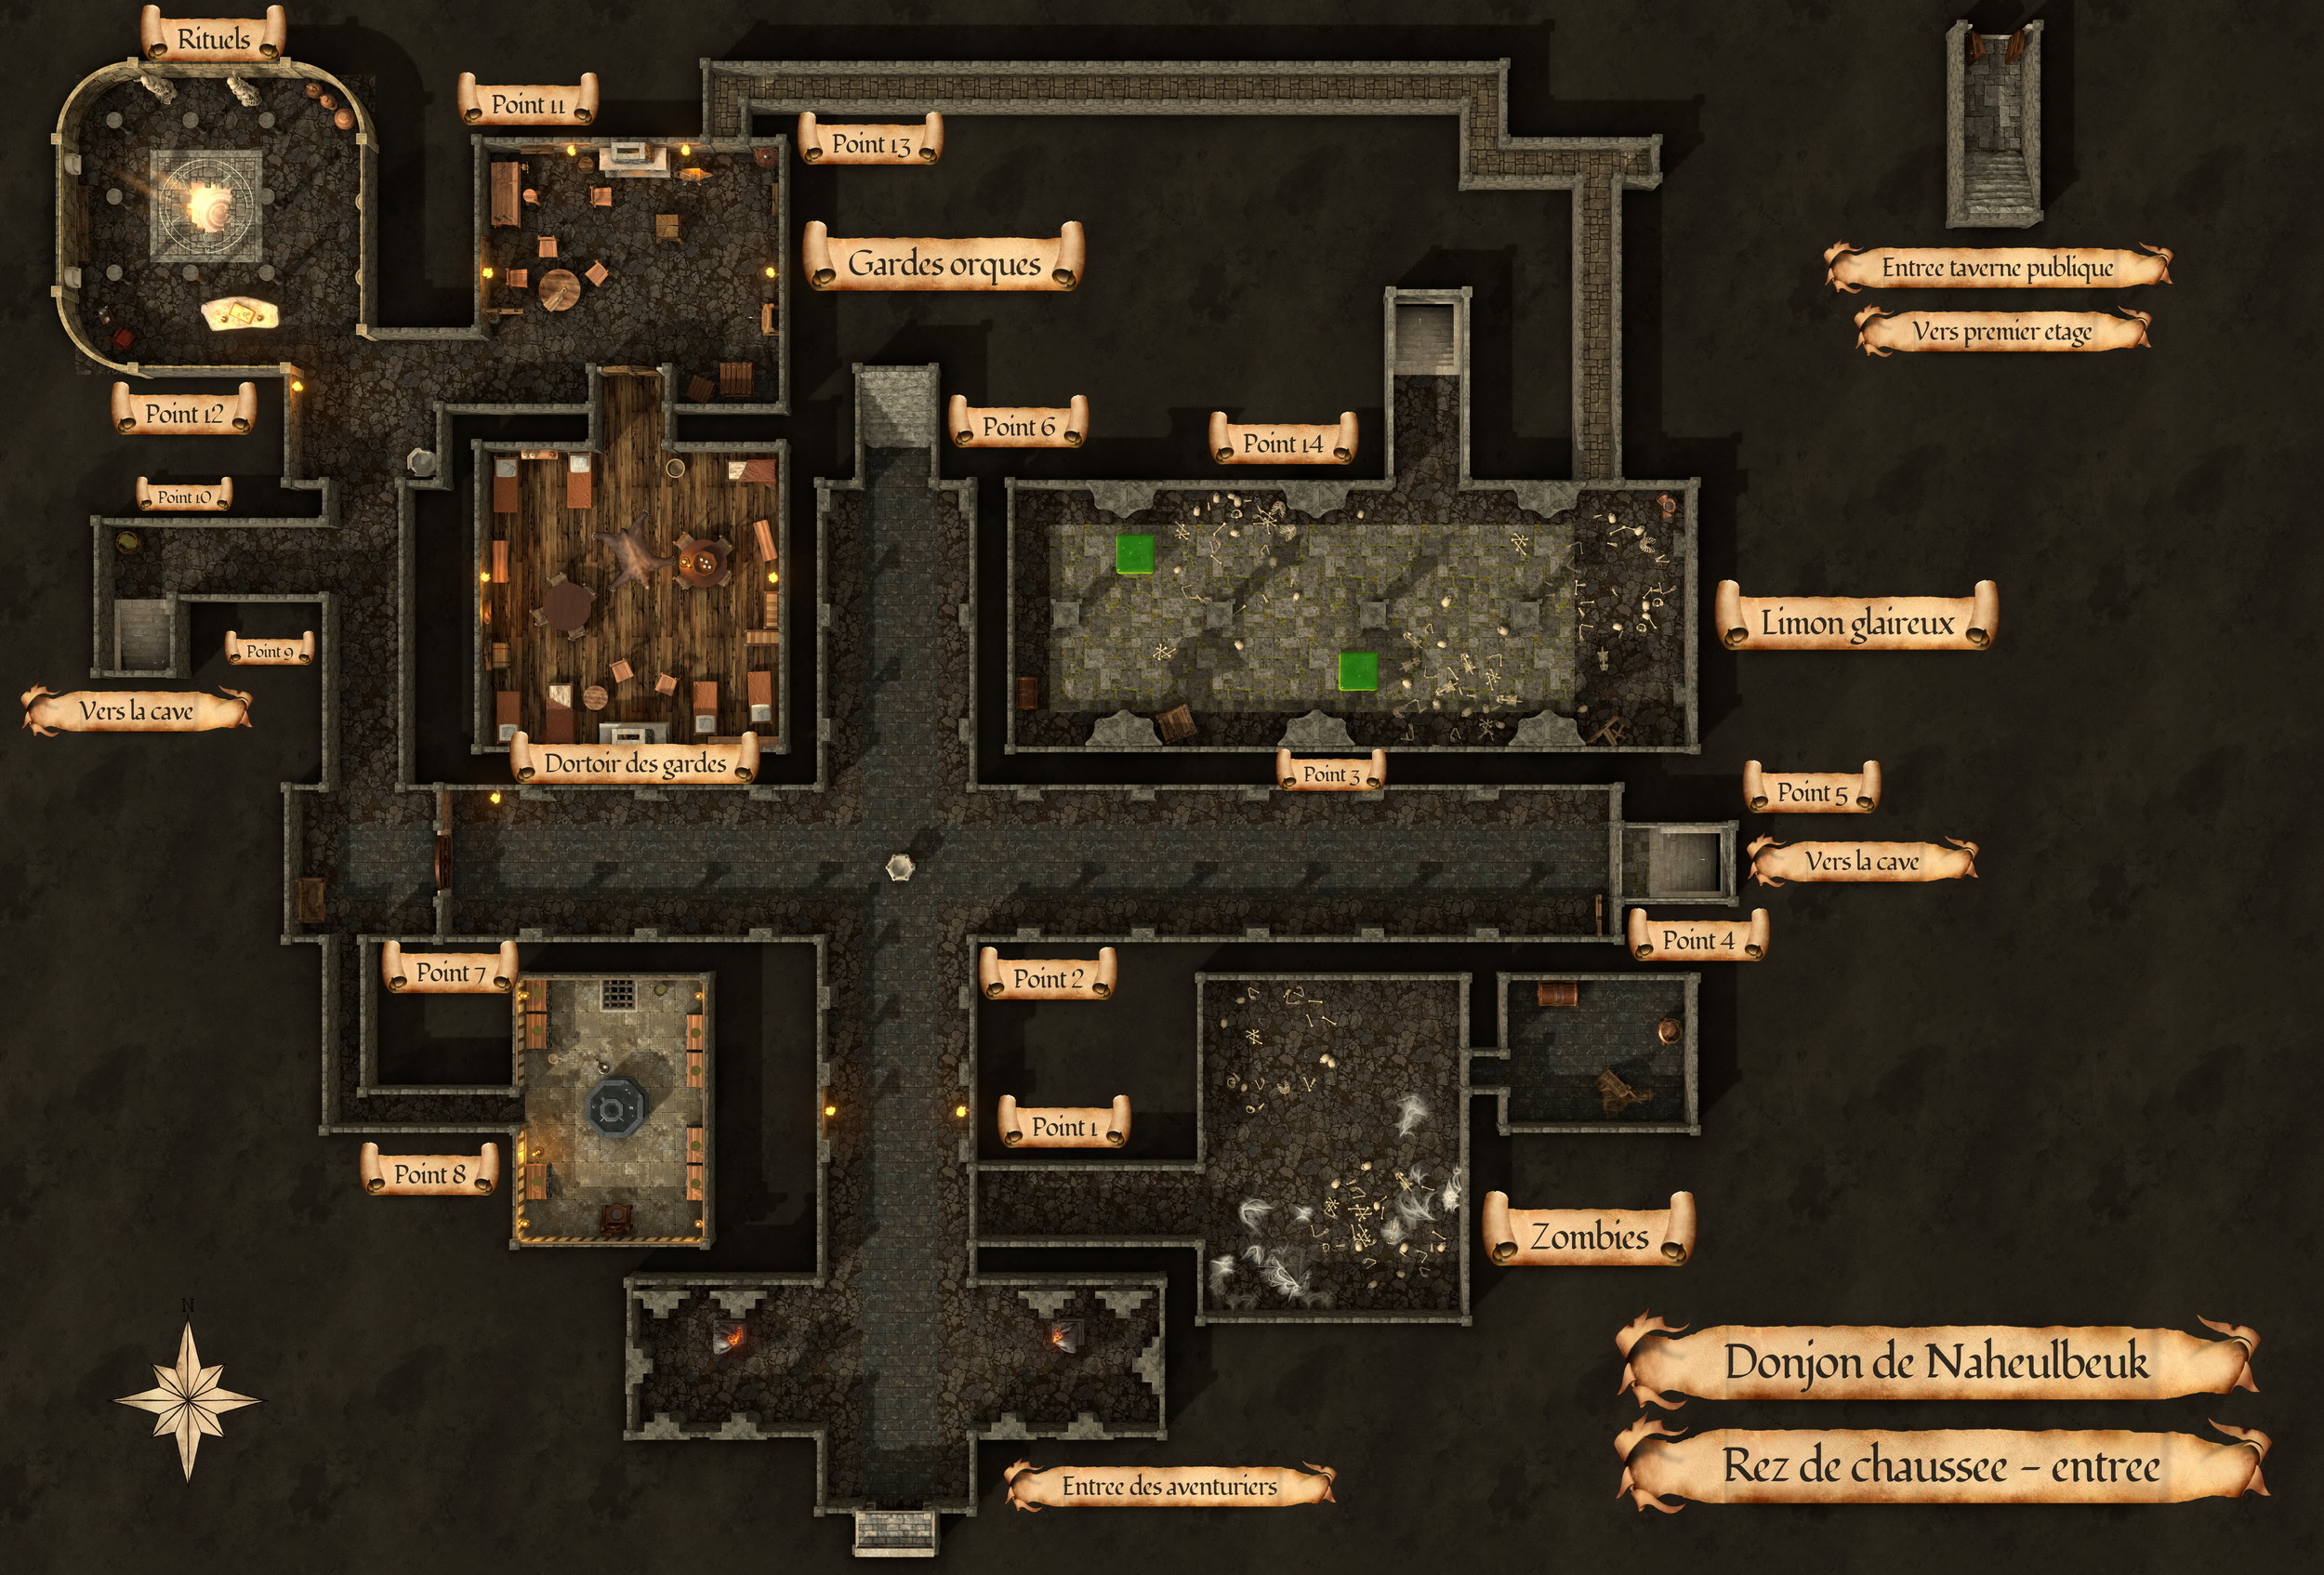 Rituels
Point 11
Point 13
Gardes orques
Entree taverne publique
Vers premier etage
Point 12
Point 6
Point 14
Point 10
Point 9
Limon glaireux
Vers la cave
Dortoir des gardes
Point 3
Point 5
Vers la cave
Point 4
Point 7
Point 2
Point 1
Point 8
Zombies
N
Donjon de Naheulbeuk
Rez de chaussee - entree
Entree des aventuriers